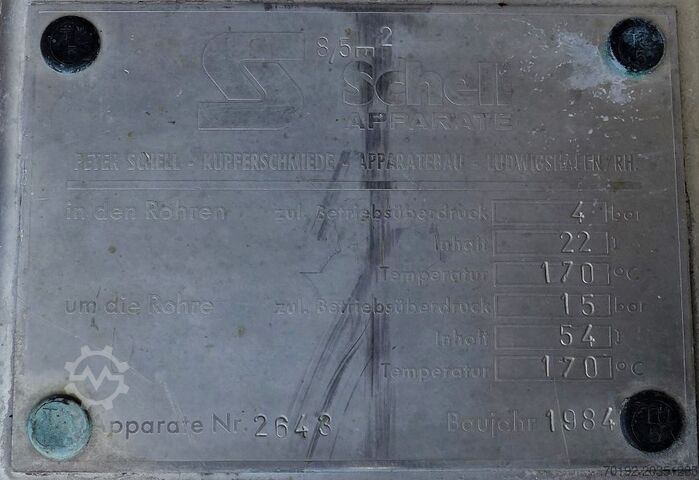 8,5 m2
Schell
APPARATE
PETER SCHELL - KUPFERSCHMIEDE - APPARATEBAU - LUDWIGSHAFEN/RH.
in den Rohren zul. Betriebsüberdruck 4 bar
Inhalt 22 l
Temperatur 170 °C
um die Rohre zul. Betriebsüberdruck 15 bar
Inhalt 54 l
Temperatur 170 °C
Apparate Nr. 2643 Baujahr 1984
70192-20351205